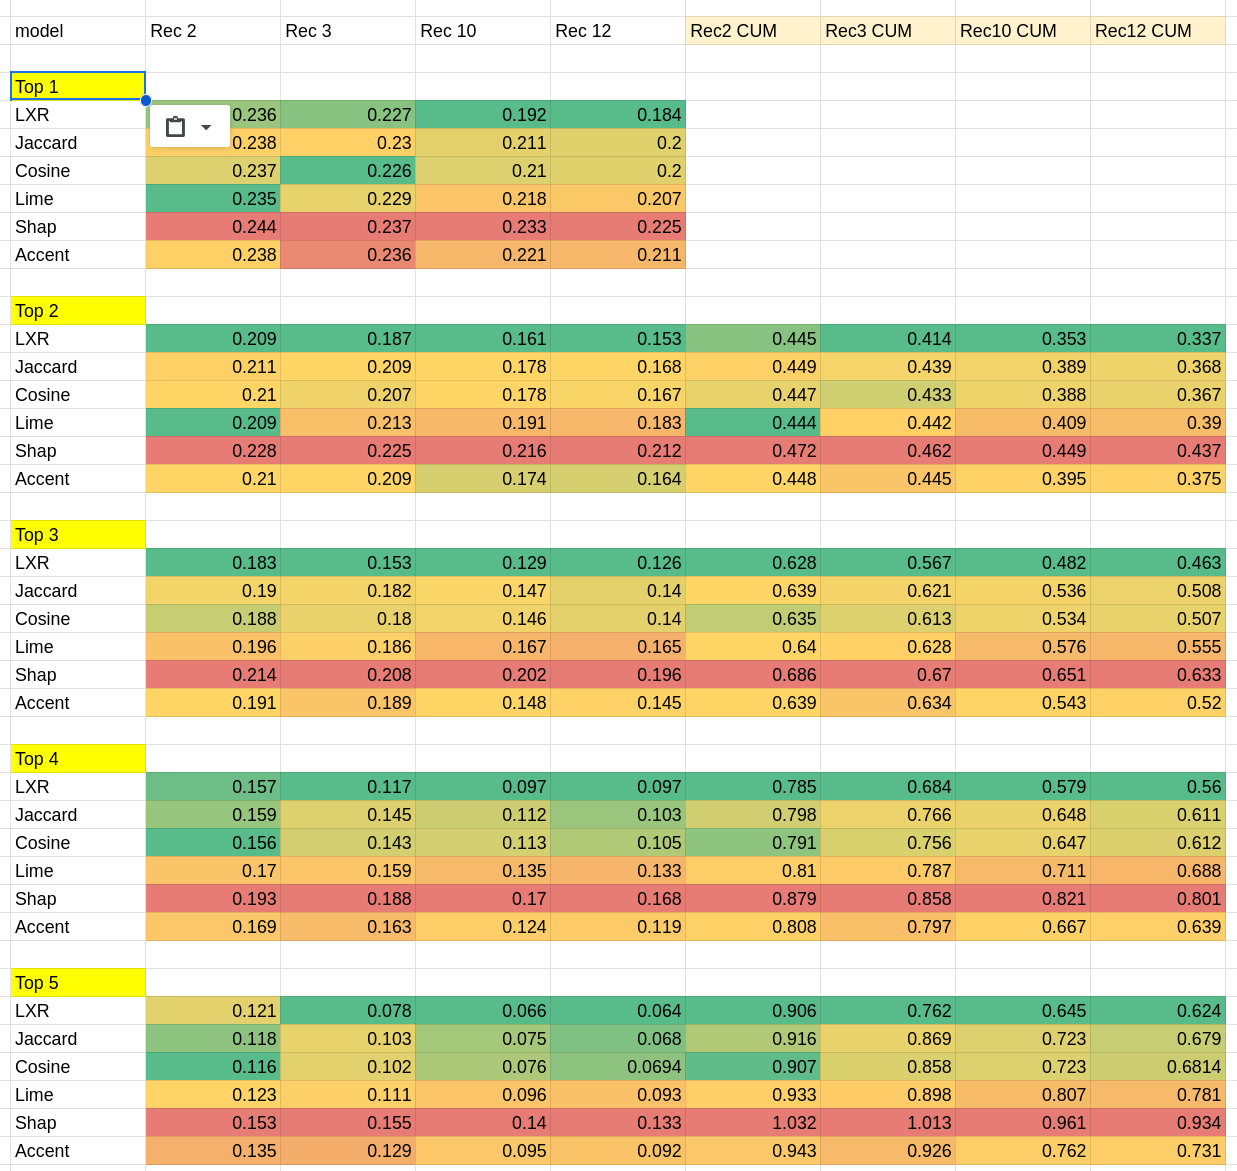 model Rec 2 Rec 3 Rec 10 Rec 12 Rec2 CUM Rec3 CUM Rec10 CUM Rec12 CUM
Top 1
LXR 0.236 0.227 0.192 0.184
Jaccard 0.238 0.23 0.211 0.2
Cosine 0.237 0.226 0.21 0.2
Lime 0.235 0.229 0.218 0.207
Shap 0.244 0.237 0.233 0.225
Accent 0.238 0.236 0.221 0.211
Top 2
LXR 0.209 0.187 0.161 0.153 0.445 0.414 0.353 0.337
Jaccard 0.211 0.209 0.178 0.168 0.449 0.439 0.389 0.368
Cosine 0.21 0.207 0.178 0.167 0.447 0.433 0.388 0.367
Lime 0.209 0.213 0.191 0.183 0.444 0.442 0.409 0.39
Shap 0.228 0.225 0.216 0.212 0.472 0.462 0.449 0.437
Accent 0.21 0.209 0.174 0.164 0.448 0.445 0.395 0.375
Top 3
LXR 0.183 0.153 0.129 0.126 0.628 0.567 0.482 0.463
Jaccard 0.19 0.182 0.147 0.14 0.639 0.621 0.536 0.508
Cosine 0.188 0.18 0.146 0.14 0.635 0.613 0.534 0.507
Lime 0.196 0.186 0.167 0.165 0.64 0.628 0.576 0.555
Shap 0.214 0.208 0.202 0.196 0.686 0.67 0.651 0.633
Accent 0.191 0.189 0.148 0.145 0.639 0.634 0.543 0.52
Top 4
LXR 0.157 0.117 0.097 0.097 0.785 0.684 0.579 0.56
Jaccard 0.159 0.145 0.112 0.103 0.798 0.766 0.648 0.611
Cosine 0.156 0.143 0.113 0.105 0.791 0.756 0.647 0.612
Lime 0.17 0.159 0.135 0.133 0.81 0.787 0.711 0.688
Shap 0.193 0.188 0.17 0.168 0.879 0.858 0.821 0.801
Accent 0.169 0.163 0.124 0.119 0.808 0.797 0.667 0.639
Top 5
LXR 0.121 0.078 0.066 0.064 0.906 0.762 0.645 0.624
Jaccard 0.118 0.103 0.075 0.068 0.916 0.869 0.723 0.679
Cosine 0.116 0.102 0.076 0.0694 0.907 0.858 0.723 0.6814
Lime 0.123 0.111 0.096 0.093 0.933 0.898 0.807 0.781
Shap 0.153 0.155 0.14 0.133 1.032 1.013 0.961 0.934
Accent 0.135 0.129 0.095 0.092 0.943 0.926 0.762 0.731